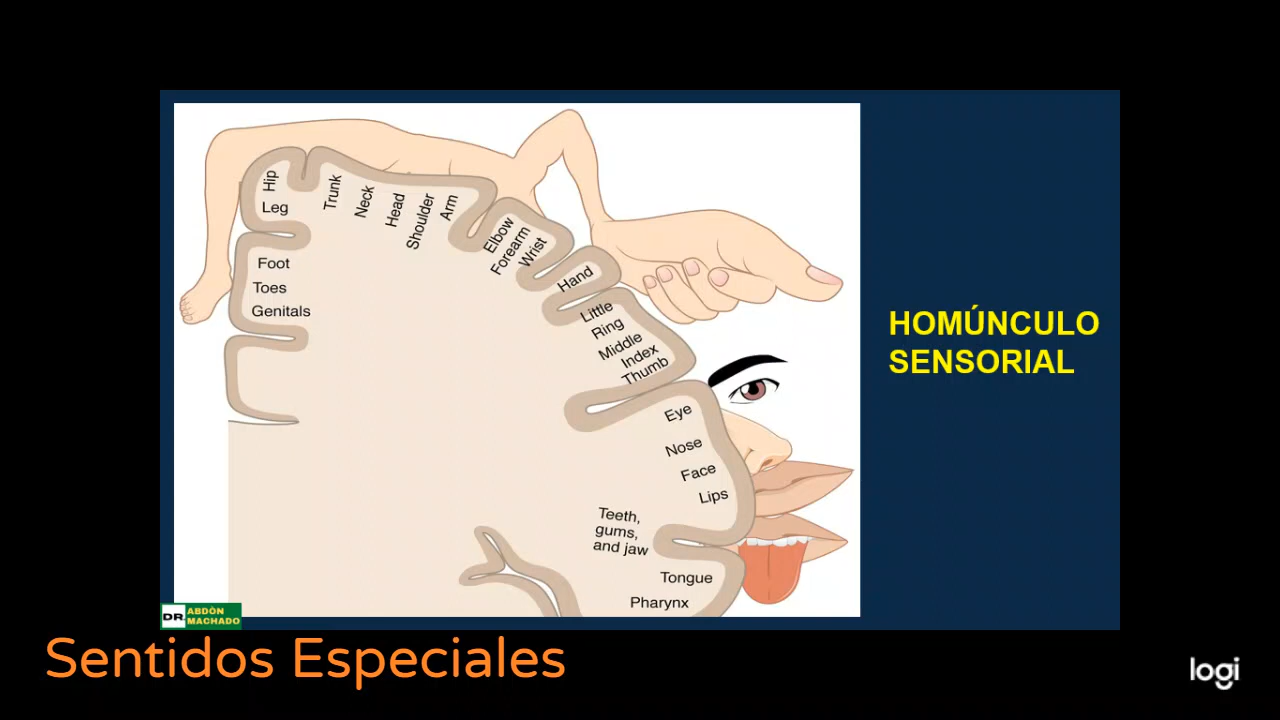 Hip
Leg
Trunk
Neck
Head
Shoulder
Arm
Elbow
Forearm
Wrist
Hand
Little
Ring
Middle
Index
Thumb
Foot
Toes
Genitals
Eye
Nose
Face
Lips
Teeth,
gums,
and jaw
Tongue
Pharynx
HOMÚNCULO
SENSORIAL
DR. ABDÒN
MACHADO
Sentidos Especiales
logi